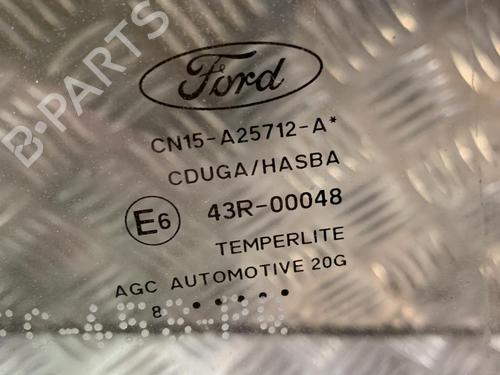 B-PARTS
Ford
CN15-A25712-A*
CDUGA/HASBA
E6 43R-00048
TEMPERLITE
AGC AUTOMOTIVE 20G
8 • • • • •